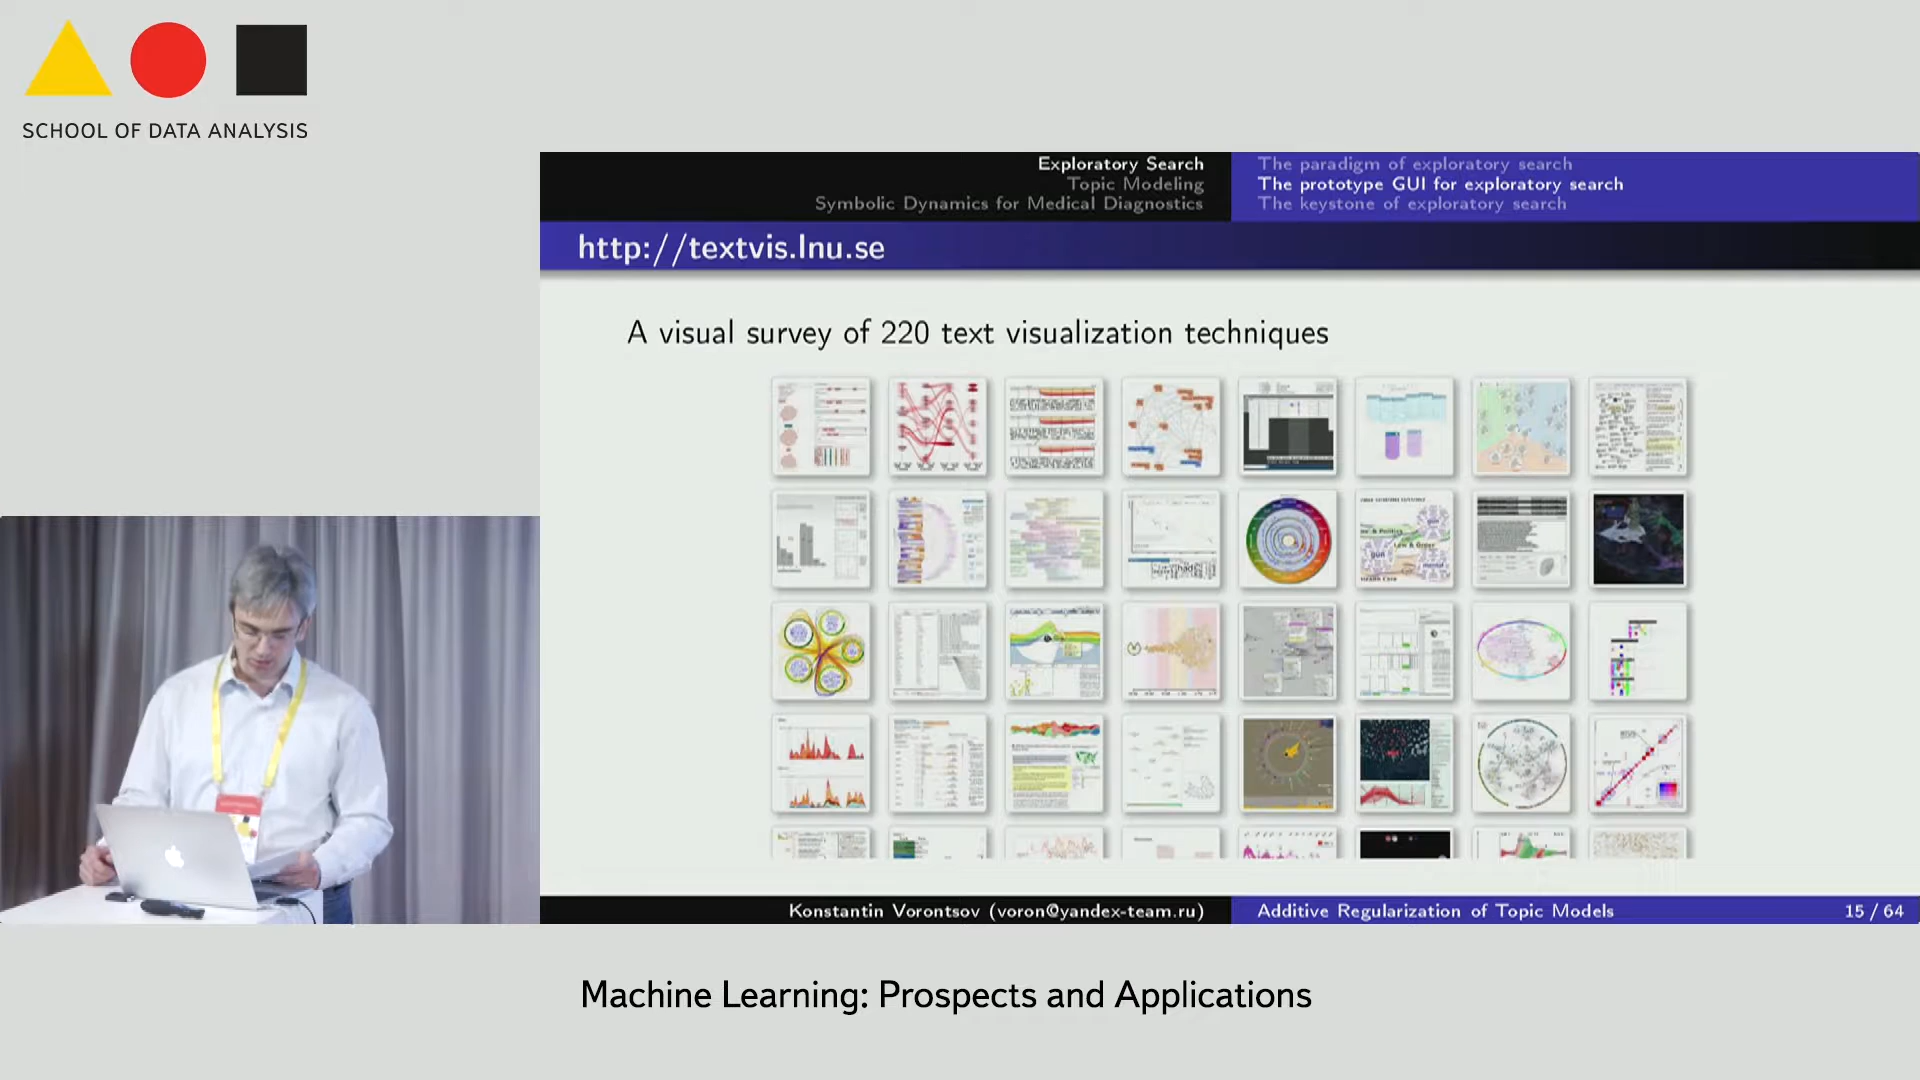 SCHOOL OF DATA ANALYSIS
Exploratory Search
Topic Modeling
Symbolic Dynamics for Medical Diagnostics
The paradigm of exploratory search
The prototype GUI for exploratory search
The keystone of exploratory search
http://textvis.lnu.se
A visual survey of 220 text visualization techniques
Konstantin Vorontsov (voron@yandex-team.ru)
Additive Regularization of Topic Models
15 / 64
Machine Learning: Prospects and Applications